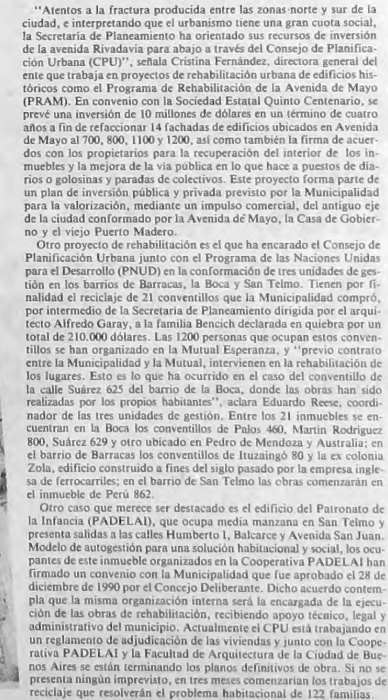 "Atentos a la fractura producida entre las zonas norte y sur de la
ciudad, e interpretando que el urbanismo tiene una gran cuota social,
la Secretaría de Planeamiento ha orientado sus recursos de inversión
de la avenida Rivadavia para abajo a través del Consejo de Planifica-
ción Urbana (CPU)", señala Cristina Fernández, directora general del
ente que trabaja en proyectos de rehabilitación urbana de edificios his-
tóricos como el Programa de Rehabilitación de la Avenida de Mayo
(PRAM). En convenio con la Sociedad Estatal Quinto Centenario, se
prevé una inversión de 10 millones de dólares en un término de cuatro
años a fin de refaccionar 14 fachadas de edificios ubicados en Avenida
de Mayo al 700, 800, 1100 y 1200, así como también la firma de acuer-
dos con los propietarios para la recuperación del interior de los in-
muebles y la mejora de la vía pública en lo que hace a puestos de dia-
rios o golosinas y paradas de colectivos. Este proyecto forma parte de
un plan de inversión pública y privada previsto por la Municipalidad
para la valorización, mediante un impulso comercial, del antiguo eje
de la ciudad conformado por la Avenida de Mayo, la Casa de Gobier-
no y el viejo Puerto Madero.
Otro proyecto de rehabilitación es el que ha encarado el Consejo de
Planificación Urbana junto con el Programa de las Naciones Unidas
para el Desarrollo (PNUD) en la conformación de tres unidades de ges-
tión en los barrios de Barracas, la Boca y San Telmo. Tienen por fi-
nalidad el reciclaje de 21 conventillos que la Municipalidad compró,
por intermedio de la Secretaría de Planeamiento dirigida por el arqui-
tecto Alfredo Garay, a la familia Bencich declarada en quiebra por un
total de 210.000 dólares. Las 1200 personas que ocupan estos conven-
tillos se han organizado en la Mutual Esperanza, y "previo contrato
entre la Municipalidad y la Mutual, intervienen en la rehabilitación de
los lugares. Esto es lo que ha ocurrido en el caso del conventillo de
la calle Suárez 625 del barrio de la Boca, donde las obras han sido
realizadas por los propios habitantes", aclara Eduardo Reese, coordi-
nador de las tres unidades de gestión. Entre los 21 inmuebles se en-
cuentran en la Boca los conventillos de Palos 460, Martín Rodríguez
800, Suárez 629 y otro ubicado en Pedro de Mendoza y Australia; en
el barrio de Barracas los conventillos de Ituzaingó 80 y la ex colonia
Zola, edificio construido a fines del siglo pasado por la empresa ingle-
sa de ferrocarriles; en el barrio de San Telmo las obras comenzarán en
el inmueble de Perú 862.
Otro caso que merece ser destacado es el edificio del Patronato de
la Infancia (PADELAI), que ocupa media manzana en San Telmo y
presenta salidas a las calles Humberto I, Balcarce y Avenida San Juan.
Modelo de autogestión para una solución habitacional y social, los ocu-
pantes de este inmueble organizados en la Cooperativa PADELAI han
firmado un convenio con la Municipalidad que fue aprobado el 28 de
diciembre de 1990 por el Concejo Deliberante. Dicho acuerdo contem-
pla que la misma organización interna será la encargada de la ejecu-
ción de las obras de rehabilitación, recibiendo apoyo técnico, legal y
administrativo del municipio. Actualmente el CPU está trabajando en
un reglamento de adjudicación de las viviendas y junto con la Coope-
rativa PADELAI y la Facultad de Arquitectura de la Ciudad de Bue-
nos Aires se están terminando los planos definitivos de obra. Si no se
presenta ningún imprevisto, en tres meses comenzarían los trabajos de
reciclaje que resolverán el problema habitacional de 122 familias.